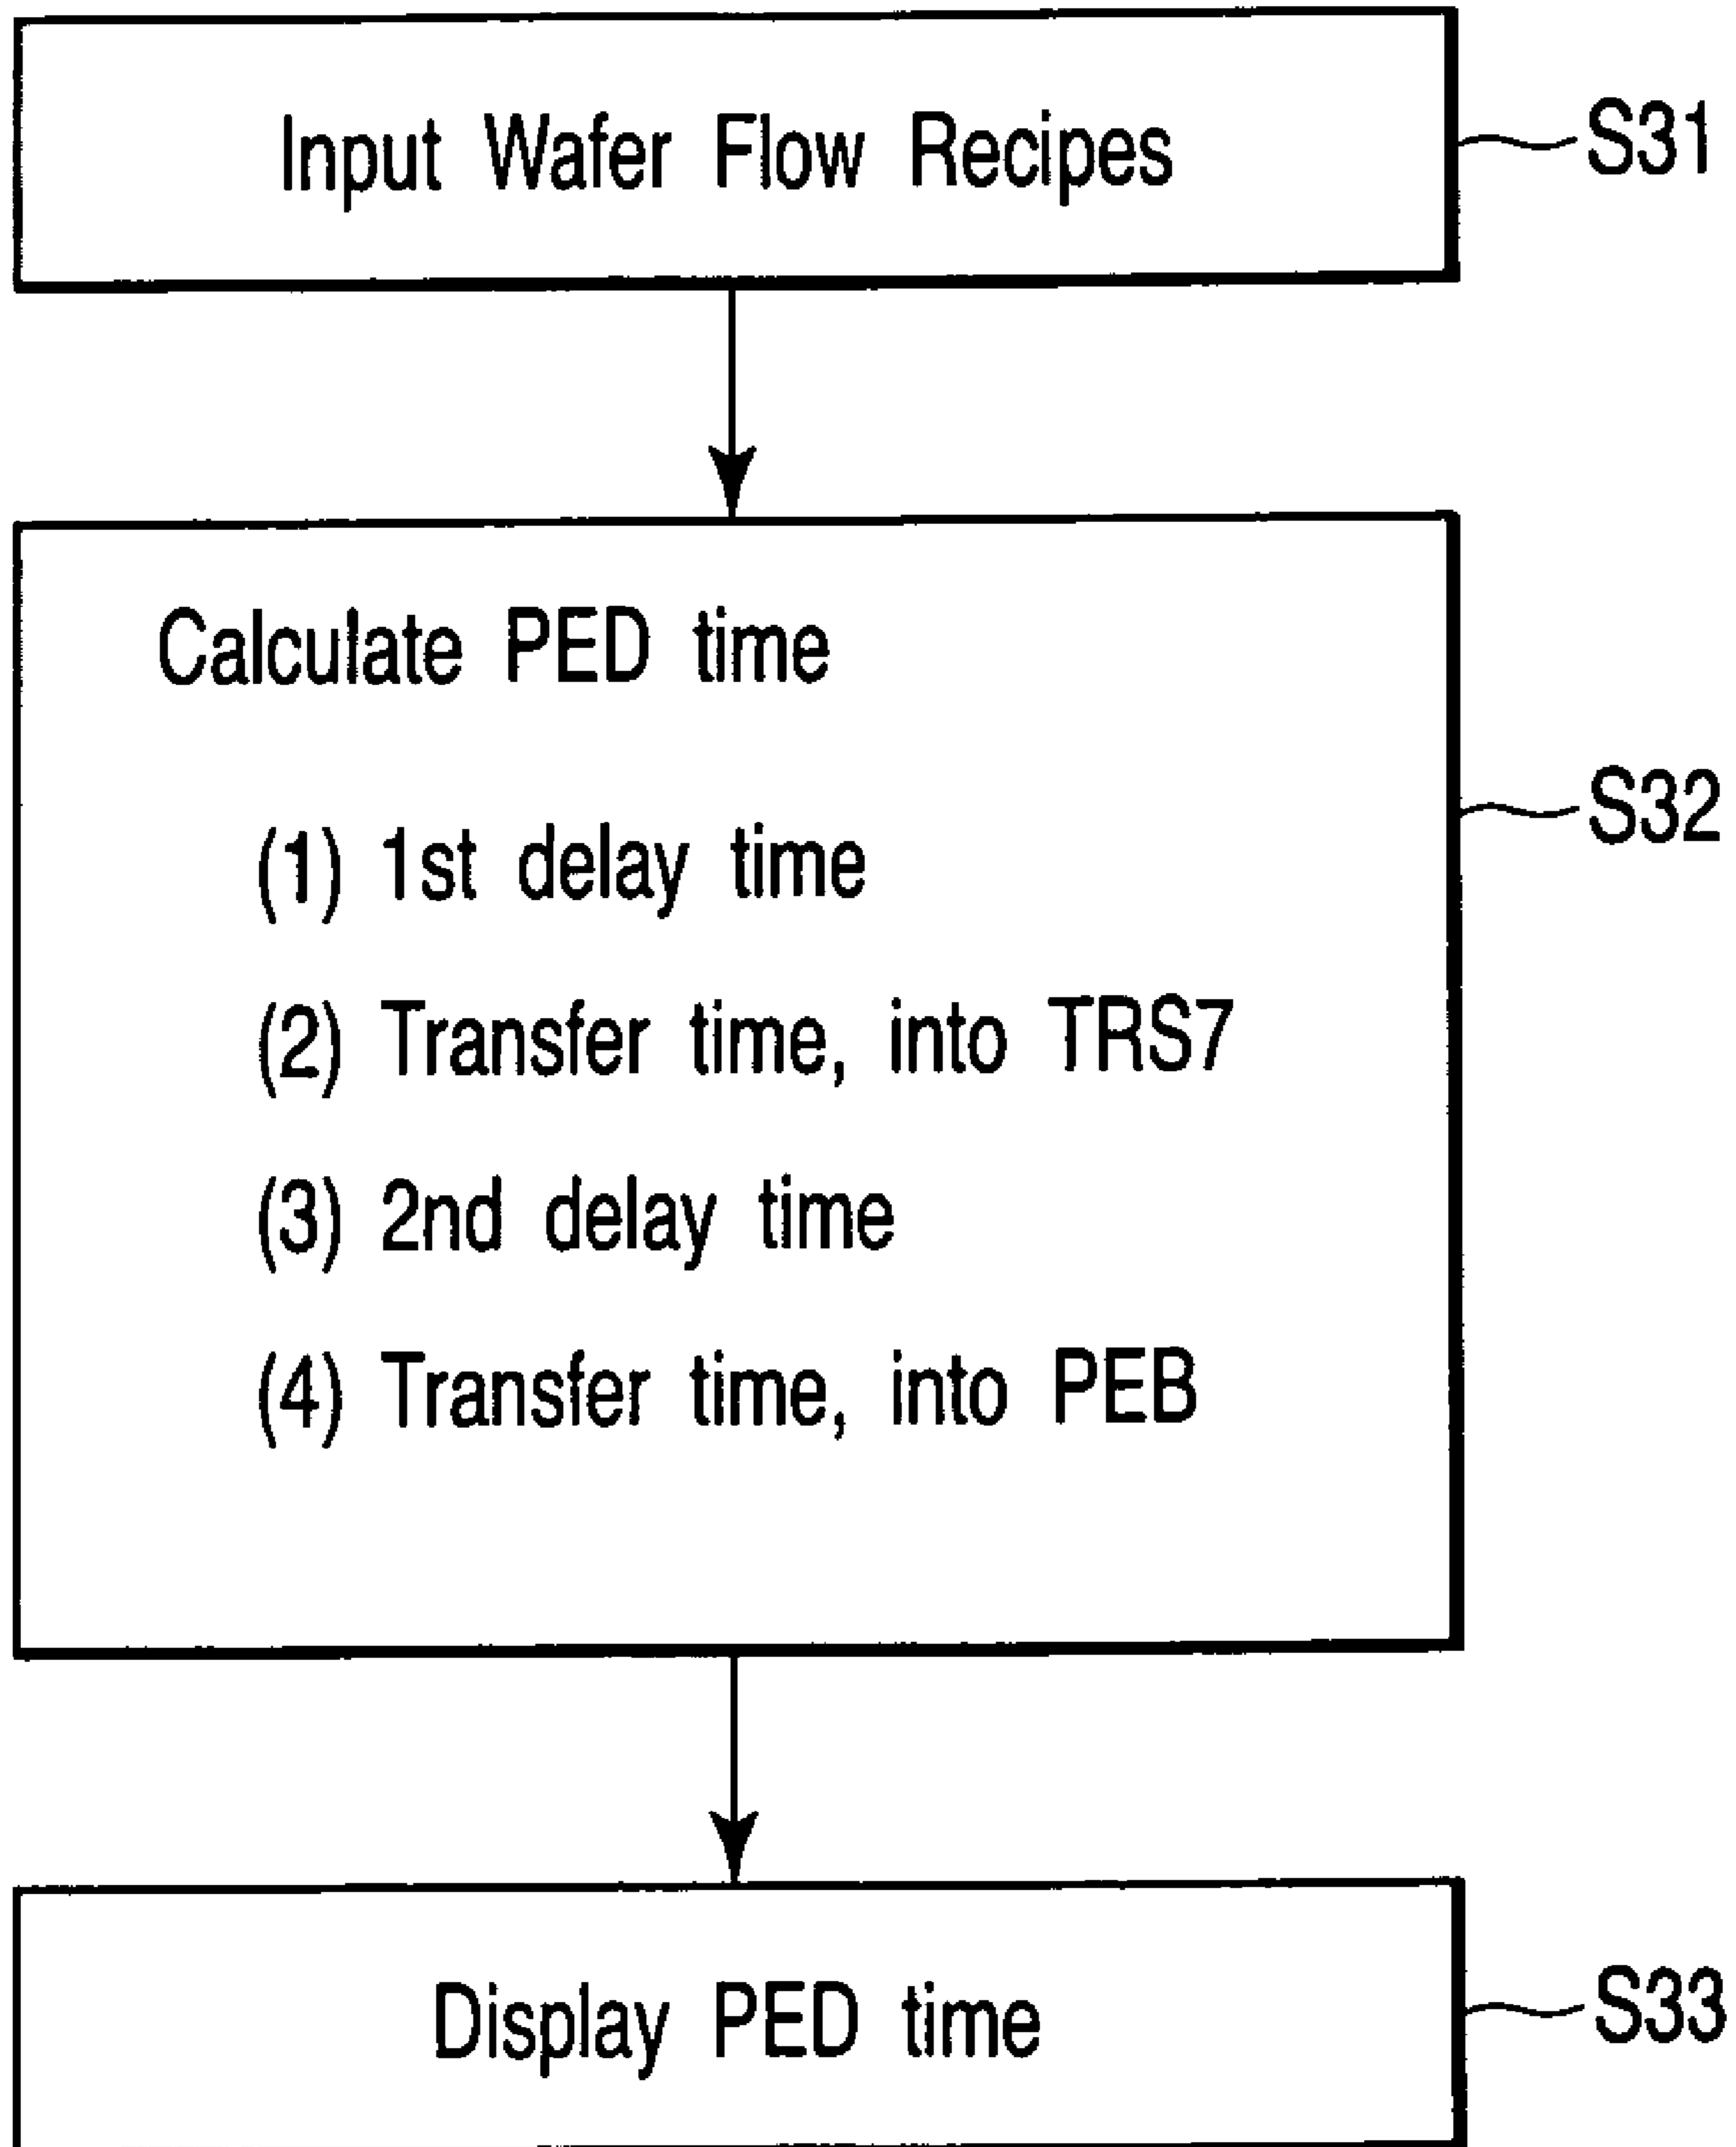 Input Wafer Flow Recipes
S31
Calculate PED time
S32
(1) 1st delay time
(2) Transfer time, into TRS7
(3) 2nd delay time
(4) Transfer time, into PEB
Display PED time
S33